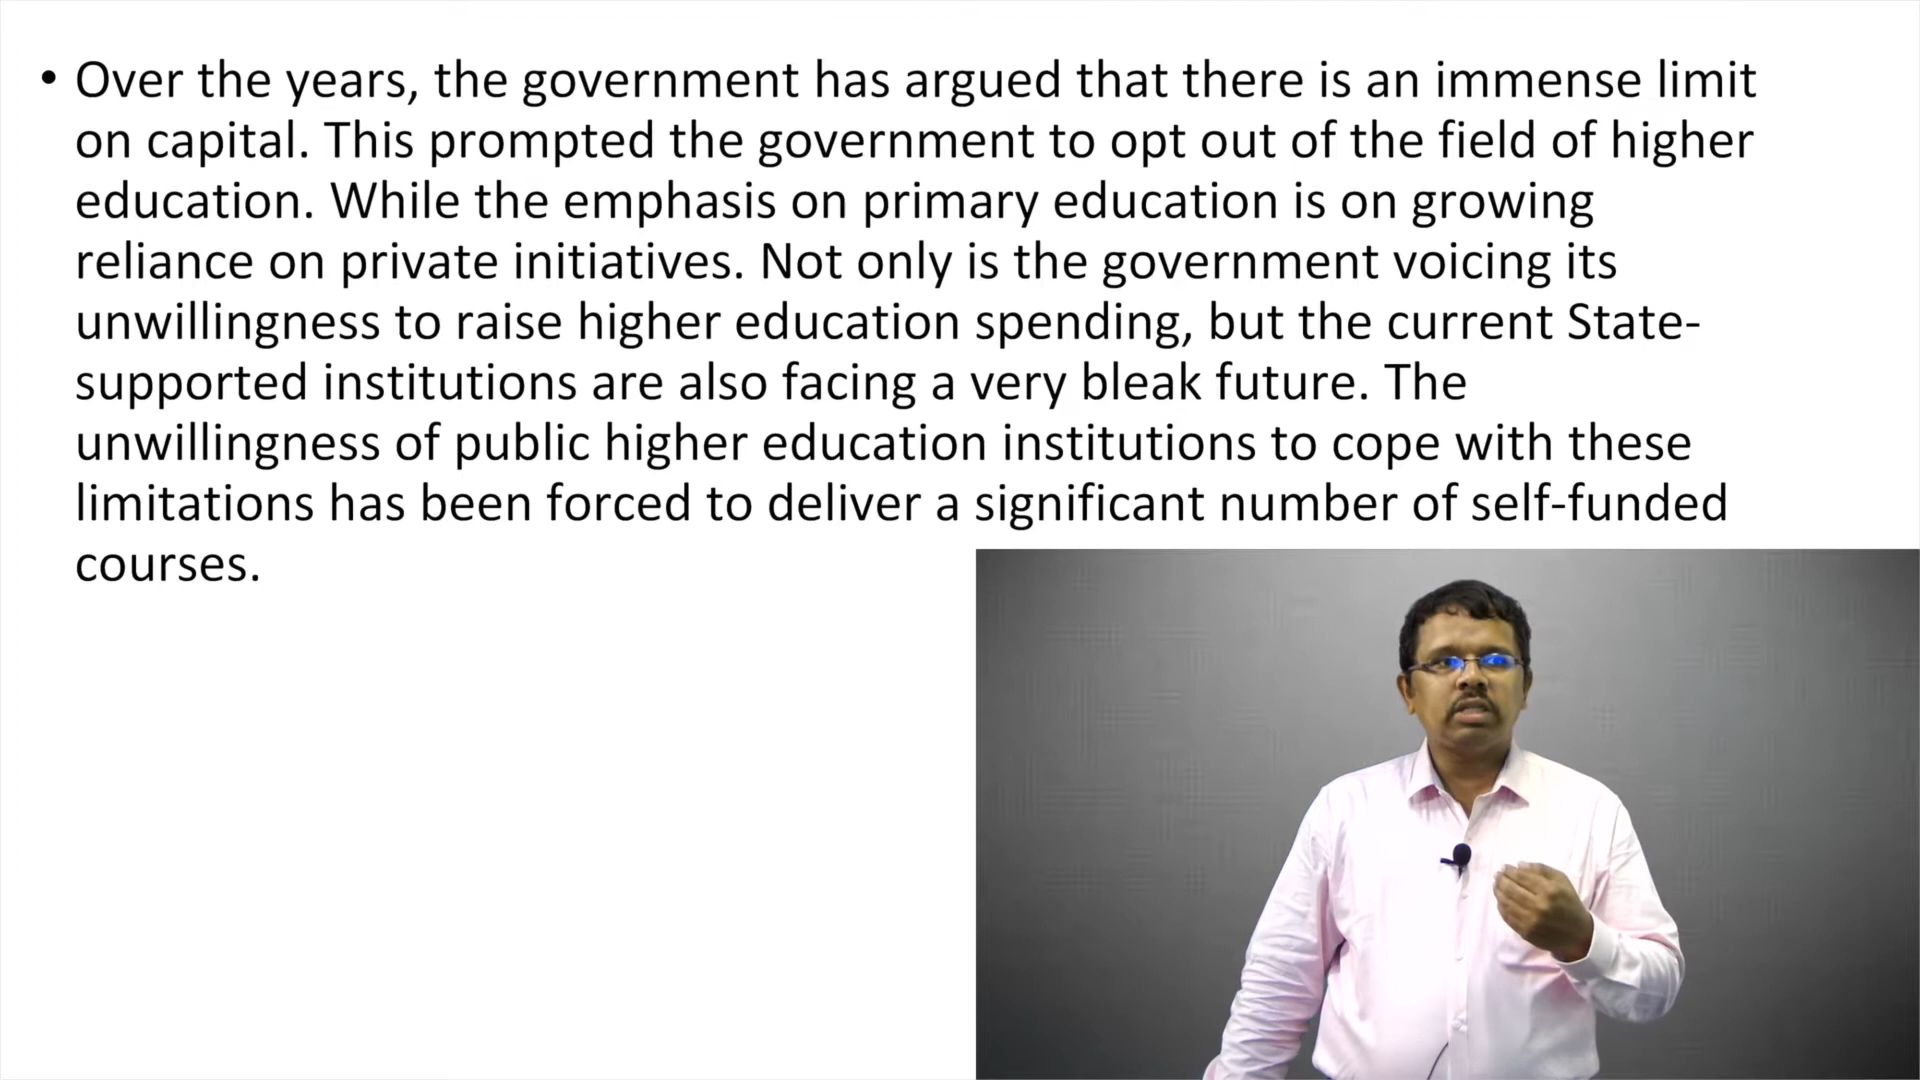 • Over the years, the government has argued that there is an immense limit
on capital. This prompted the government to opt out of the field of higher
education. While the emphasis on primary education is on growing
reliance on private initiatives. Not only is the government voicing its
unwillingness to raise higher education spending, but the current State-
supported institutions are also facing a very bleak future. The
unwillingness of public higher education institutions to cope with these
limitations has been forced to deliver a significant number of self-funded
courses.